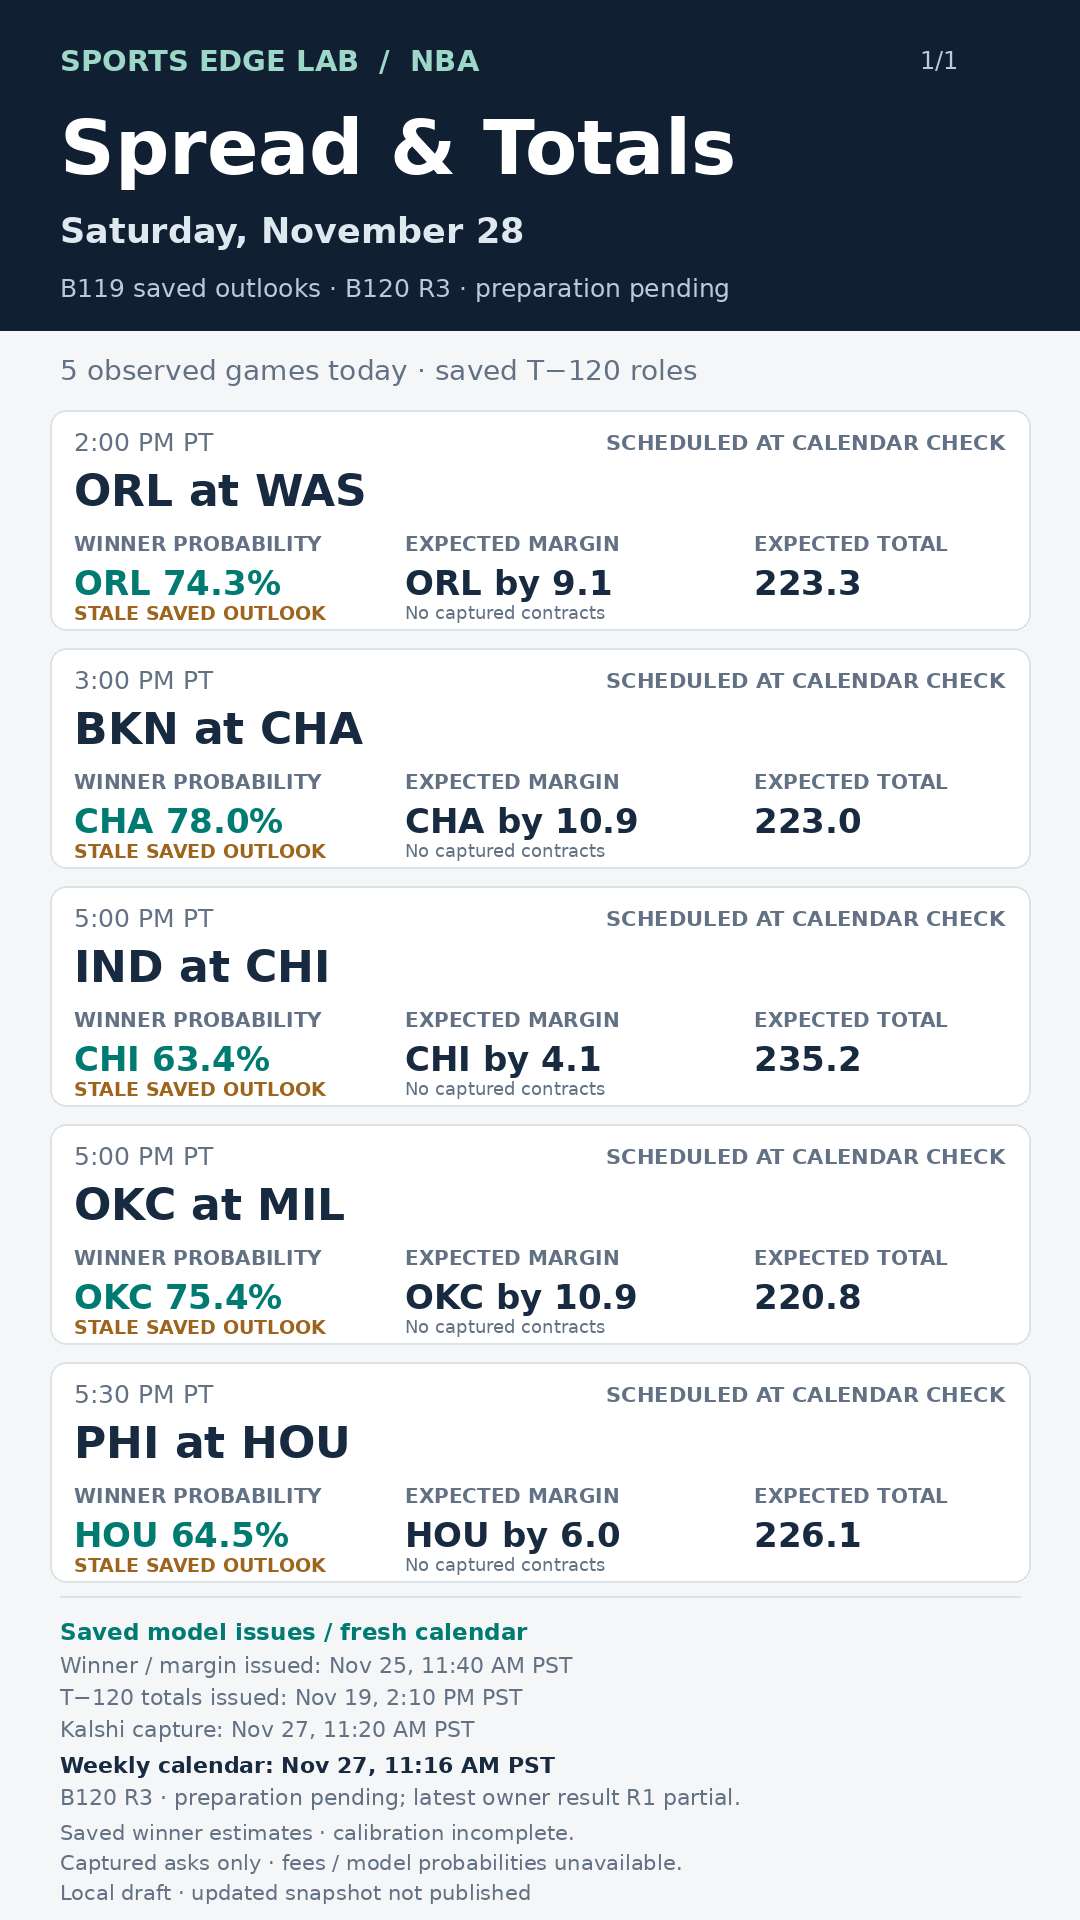 SPORTS EDGE LAB / NBA 1/1
Spread & Totals
Saturday, November 28
B119 saved outlooks · B120 R3 · preparation pending
5 observed games today · saved T−120 roles
2:00 PM PT SCHEDULED AT CALENDAR CHECK
ORL at WAS
WINNER PROBABILITY EXPECTED MARGIN EXPECTED TOTAL
ORL 74.3% ORL by 9.1 223.3
STALE SAVED OUTLOOK No captured contracts
3:00 PM PT SCHEDULED AT CALENDAR CHECK
BKN at CHA
WINNER PROBABILITY EXPECTED MARGIN EXPECTED TOTAL
CHA 78.0% CHA by 10.9 223.0
STALE SAVED OUTLOOK No captured contracts
5:00 PM PT SCHEDULED AT CALENDAR CHECK
IND at CHI
WINNER PROBABILITY EXPECTED MARGIN EXPECTED TOTAL
CHI 63.4% CHI by 4.1 235.2
STALE SAVED OUTLOOK No captured contracts
5:00 PM PT SCHEDULED AT CALENDAR CHECK
OKC at MIL
WINNER PROBABILITY EXPECTED MARGIN EXPECTED TOTAL
OKC 75.4% OKC by 10.9 220.8
STALE SAVED OUTLOOK No captured contracts
5:30 PM PT SCHEDULED AT CALENDAR CHECK
PHI at HOU
WINNER PROBABILITY EXPECTED MARGIN EXPECTED TOTAL
HOU 64.5% HOU by 6.0 226.1
STALE SAVED OUTLOOK No captured contracts
Saved model issues / fresh calendar
Winner / margin issued: Nov 25, 11:40 AM PST
T−120 totals issued: Nov 19, 2:10 PM PST
Kalshi capture: Nov 27, 11:20 AM PST
Weekly calendar: Nov 27, 11:16 AM PST
B120 R3 · preparation pending; latest owner result R1 partial.
Saved winner estimates · calibration incomplete.
Captured asks only · fees / model probabilities unavailable.
Local draft · updated snapshot not published